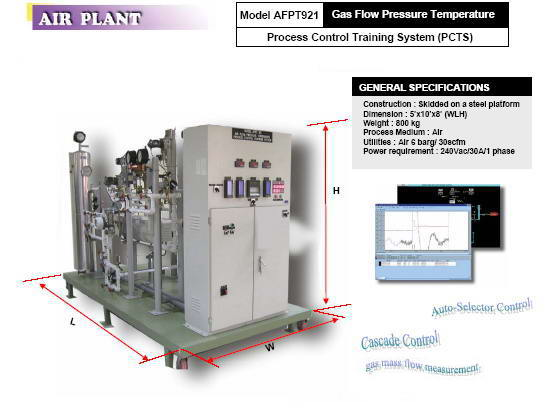 AIR PLANT
Model AFPT921 Gas Flow Pressure Temperature
Process Control Training System (PCTS)
GENERAL SPECIFICATIONS
Construction : Skidded on a steel platform
Dimension : 5'x10'x8' (WLH)
Weight : 800 kg
Process Medium : Air
Utilities : Air 6 barg/ 30scfm
Power requirement : 240Vac/30A/1 phase
H
L
W
Auto-Selector Control
Cascade Control
gas mass flow measurement